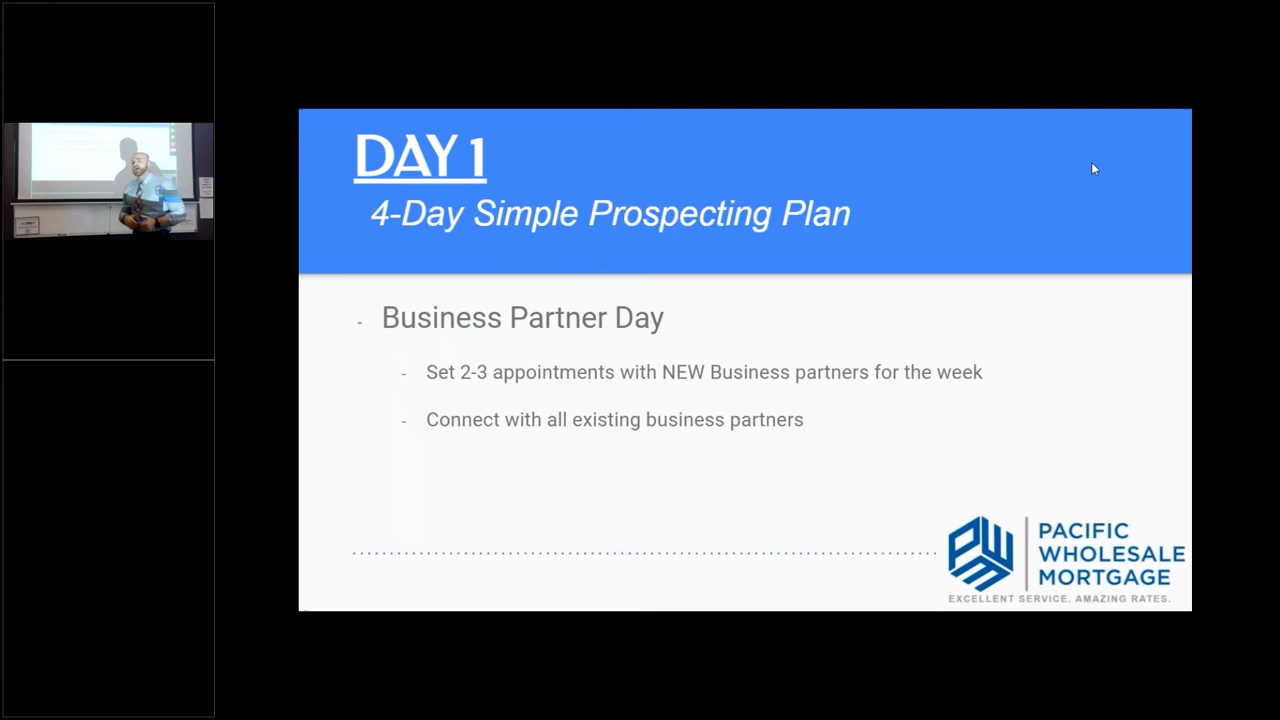 DAY 1
4-Day Simple Prospecting Plan
- Business Partner Day
- Set 2-3 appointments with NEW Business partners for the week
- Connect with all existing business partners
PACIFIC
WHOLESALE
MORTGAGE
EXCELLENT SERVICE. AMAZING RATES.